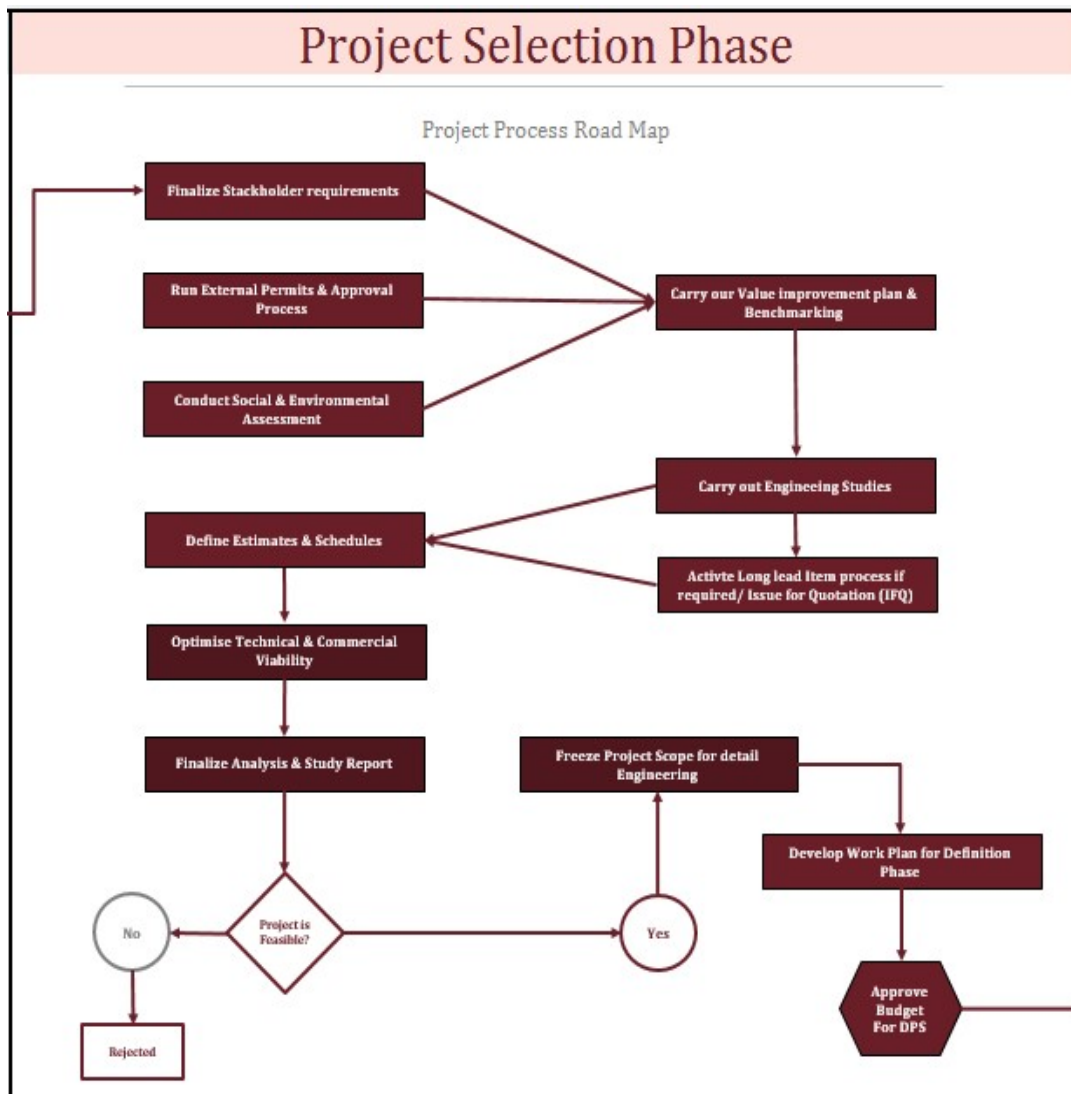 Project Selection Phase
Project Process Road Map
Finalize Stackholder requirements
Run External Permits & Approval
Process
Carry our Value improvement plan &
Benchmarking
Conduct Social & Environmental
Assessment
Carry out Engineeing Studies
Define Estimates & Schedules
Activte Long lead Item process if
required/ Issue for Quotation (IFQ)
Optimise Technical & Commercial
Viability
Finalize Analysis & Study Report
Freeze Project Scope for detail
Engineering
Develop Work Plan for Definition
Phase
No
Project is
Feasible?
Yes
Approve
Budget
For DPS
Rejected